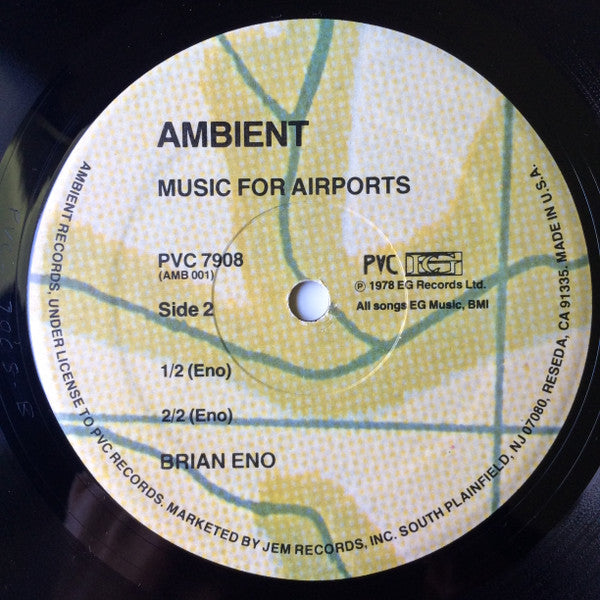 AMBIENT
MUSIC FOR AIRPORTS
PVC 7908
(AMB 001)
Side 2
PVC EG
℗ 1978 EG Records Ltd.
All songs EG Music, BMI
1/2 (Eno)
2/2 (Eno)
BRIAN ENO
AMBIENT RECORDS. UNDER LICENSE TO PVC RECORDS. MARKETED BY JEM RECORDS, INC. SOUTH PLAINFIELD, NJ 07080, RESEDA, CA 91335. MADE IN U.S.A.